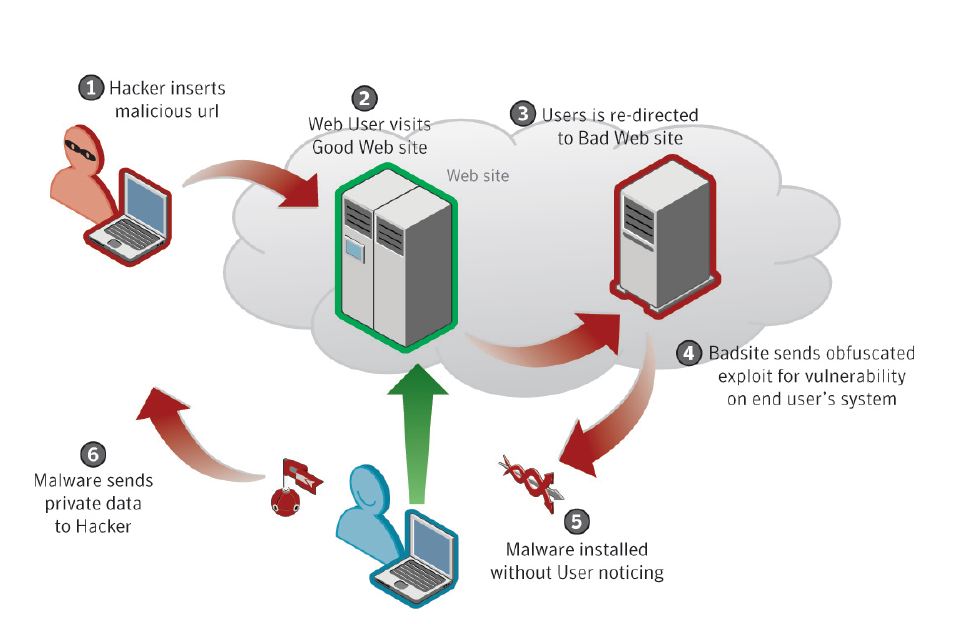 1 Hacker inserts
malicious url
2
Web User visits
Good Web site
Web site
3 Users is re-directed
to Bad Web site
4 Badsite sends obfuscated
exploit for vulnerability
on end user's system
5
Malware installed
without User noticing
6
Malware sends
private data
to Hacker